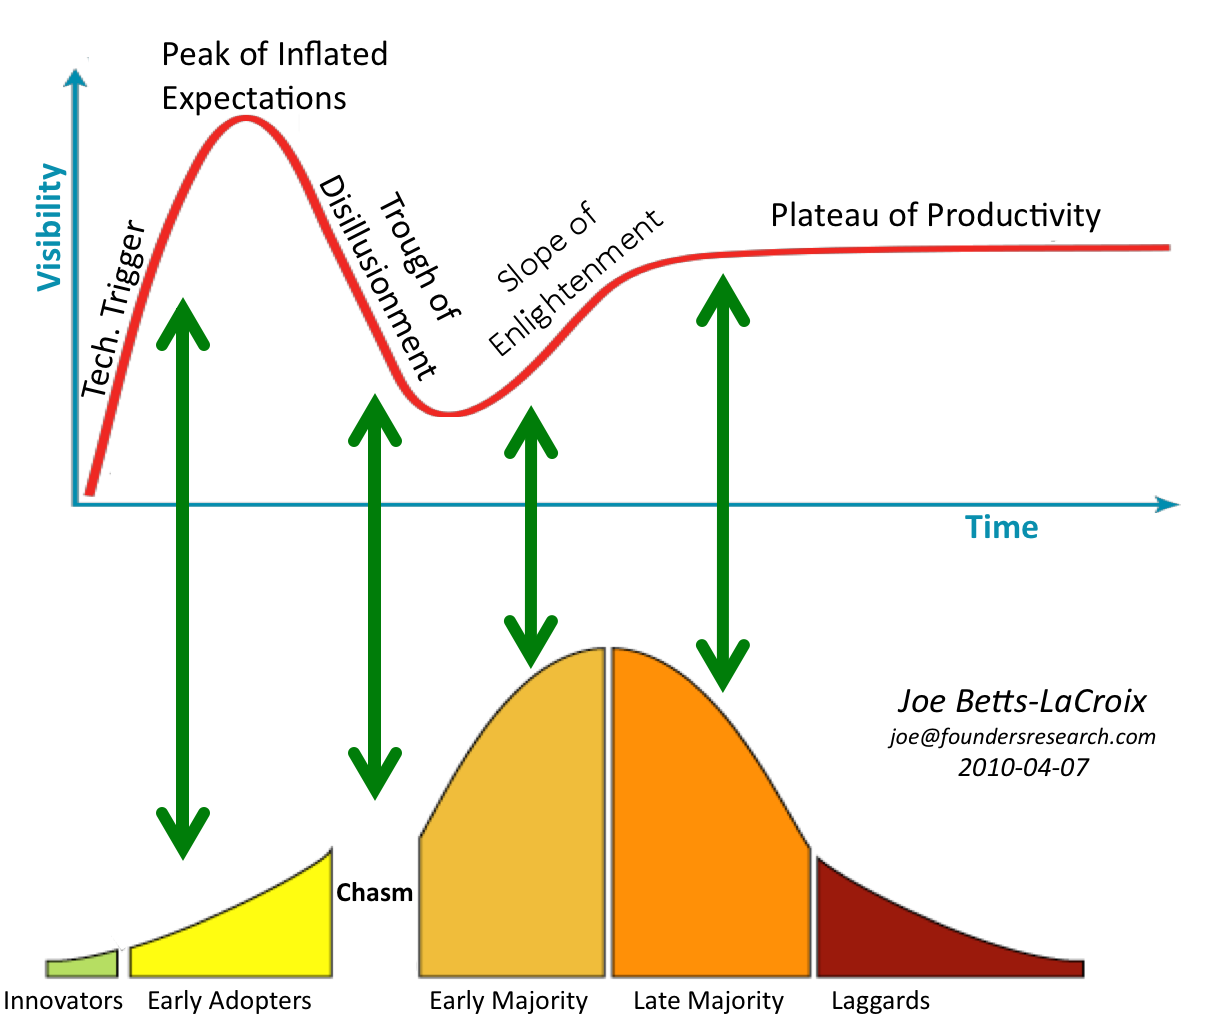 Peak of Inflated
Expectations
Visibility
Tech. Trigger
Trough of
Disillusionment
Slope of
Enlightenment
Plateau of Productivity
Time
Joe Betts-LaCroix
joe@foundersresearch.com
2010-04-07
Chasm
Innovators
Early Adopters
Early Majority
Late Majority
Laggards